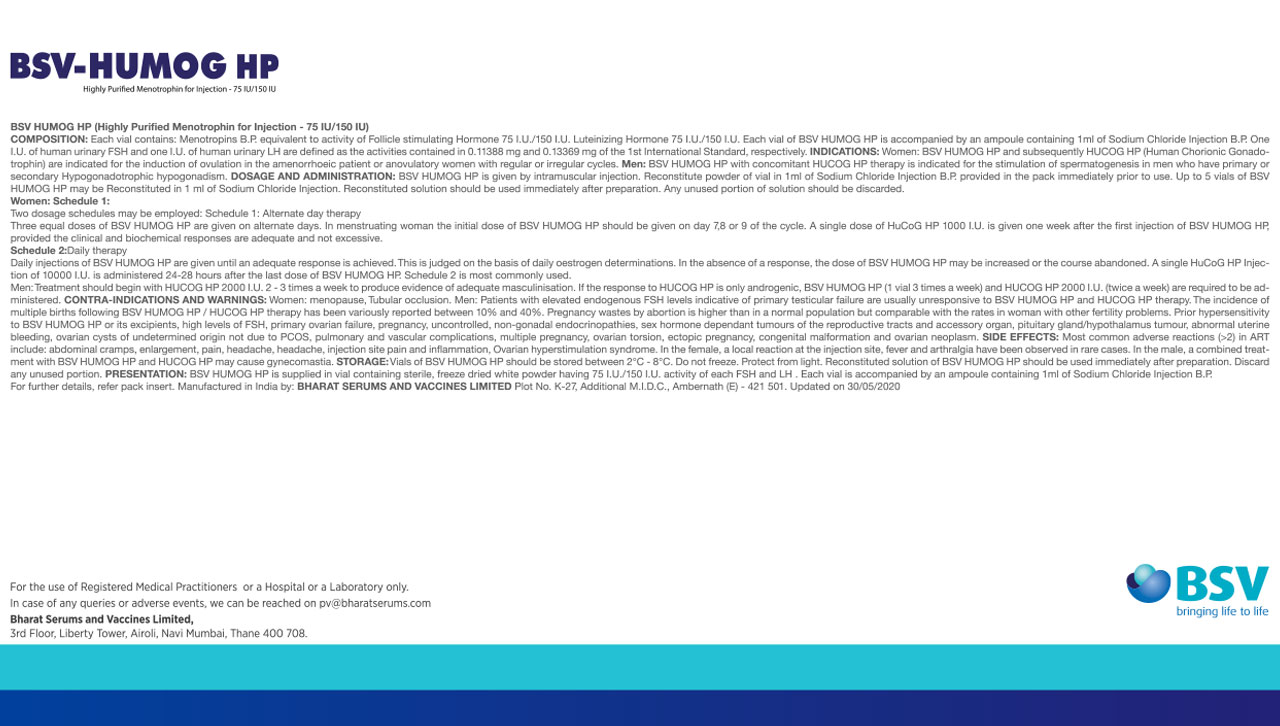 BSV-HUMOG HP
Highly Purified Menotrophin for Injection - 75 IU/150 IU
BSV HUMOG HP (Highly Purified Menotrophin for Injection - 75 IU/150 IU)
COMPOSITION: Each vial contains: Menotropins B.P. equivalent to activity of Follicle stimulating Hormone 75 I.U./150 I.U. Luteinizing Hormone 75 I.U./150 I.U. Each vial of BSV HUMOG HP is accompanied by an ampoule containing 1ml of Sodium Chloride Injection B.P. One
I.U. of human urinary FSH and one I.U. of human urinary LH are defined as the activities contained in 0.11388 mg and 0.13369 mg of the 1st International Standard, respectively. INDICATIONS: Women: BSV HUMOG HP and subsequently HUCOG HP (Human Chorionic Gonado-
trophin) are indicated for the induction of ovulation in the amenorrhoeic patient or anovulatory women with regular or irregular cycles. Men: BSV HUMOG HP with concomitant HUCOG HP therapy is indicated for the stimulation of spermatogenesis in men who have primary or
secondary Hypogonadotrophic hypogonadism. DOSAGE AND ADMINISTRATION: BSV HUMOG HP is given by intramuscular injection. Reconstitute powder of vial in 1ml of Sodium Chloride Injection B.P. provided in the pack immediately prior to use. Up to 5 vials of BSV
HUMOG HP may be Reconstituted in 1 ml of Sodium Chloride Injection. Reconstituted solution should be used immediately after preparation. Any unused portion of solution should be discarded.
Women: Schedule 1:
Two dosage schedules may be employed: Schedule 1: Alternate day therapy
Three equal doses of BSV HUMOG HP are given on alternate days. In menstruating woman the initial dose of BSV HUMOG HP should be given on day 7,8 or 9 of the cycle. A single dose of HuCoG HP 1000 I.U. is given one week after the first injection of BSV HUMOG HP,
provided the clinical and biochemical responses are adequate and not excessive.
Schedule 2:Daily therapy
Daily injections of BSV HUMOG HP are given until an adequate response is achieved. This is judged on the basis of daily oestrogen determinations. In the absence of a response, the dose of BSV HUMOG HP may be increased or the course abandoned. A single HuCoG HP Injec-
tion of 10000 I.U. is administered 24-28 hours after the last dose of BSV HUMOG HP. Schedule 2 is most commonly used.
Men: Treatment should begin with HUCOG HP 2000 I.U. 2 - 3 times a week to produce evidence of adequate masculinisation. If the response to HUCOG HP is only androgenic, BSV HUMOG HP (1 vial 3 times a week) and HUCOG HP 2000 I.U. (twice a week) are required to be ad-
ministered. CONTRA-INDICATIONS AND WARNINGS: Women: menopause, Tubular occlusion. Men: Patients with elevated endogenous FSH levels indicative of primary testicular failure are usually unresponsive to BSV HUMOG HP and HUCOG HP therapy. The incidence of
multiple births following BSV HUMOG HP / HUCOG HP therapy has been variously reported between 10% and 40%. Pregnancy wastes by abortion is higher than in a normal population but comparable with the rates in woman with other fertility problems. Prior hypersensitivity
to BSV HUMOG HP or its excipients, high levels of FSH, primary ovarian failure, pregnancy, uncontrolled, non-gonadal endocrinopathies, sex hormone dependant tumours of the reproductive tracts and accessory organ, pituitary gland/hypothalamus tumour, abnormal uterine
bleeding, ovarian cysts of undetermined origin not due to PCOS, pulmonary and vascular complications, multiple pregnancy, ovarian torsion, ectopic pregnancy, congenital malformation and ovarian neoplasm. SIDE EFFECTS: Most common adverse reactions (>2) in ART
include: abdominal cramps, enlargement, pain, headache, headache, injection site pain and inflammation, Ovarian hyperstimulation syndrome. In the female, a local reaction at the injection site, fever and arthralgia have been observed in rare cases. In the male, a combined treat-
ment with BSV HUMOG HP and HUCOG HP may cause gynecomastia. STORAGE: Vials of BSV HUMOG HP should be stored between 2°C - 8°C. Do not freeze. Protect from light. Reconstituted solution of BSV HUMOG HP should be used immediately after preparation. Discard
any unused portion. PRESENTATION: BSV HUMOG HP is supplied in vial containing sterile, freeze dried white powder having 75 I.U./150 I.U. activity of each FSH and LH . Each vial is accompanied by an ampoule containing 1ml of Sodium Chloride Injection B.P.
For further details, refer pack insert. Manufactured in India by: BHARAT SERUMS AND VACCINES LIMITED Plot No. K-27, Additional M.I.D.C., Ambernath (E) - 421 501. Updated on 30/05/2020
For the use of Registered Medical Practitioners or a Hospital or a Laboratory only.
In case of any queries or adverse events, we can be reached on pv@bharatserums.com
Bharat Serums and Vaccines Limited,
3rd Floor, Liberty Tower, Airoli, Navi Mumbai, Thane 400 708.
BSV
bringing life to life